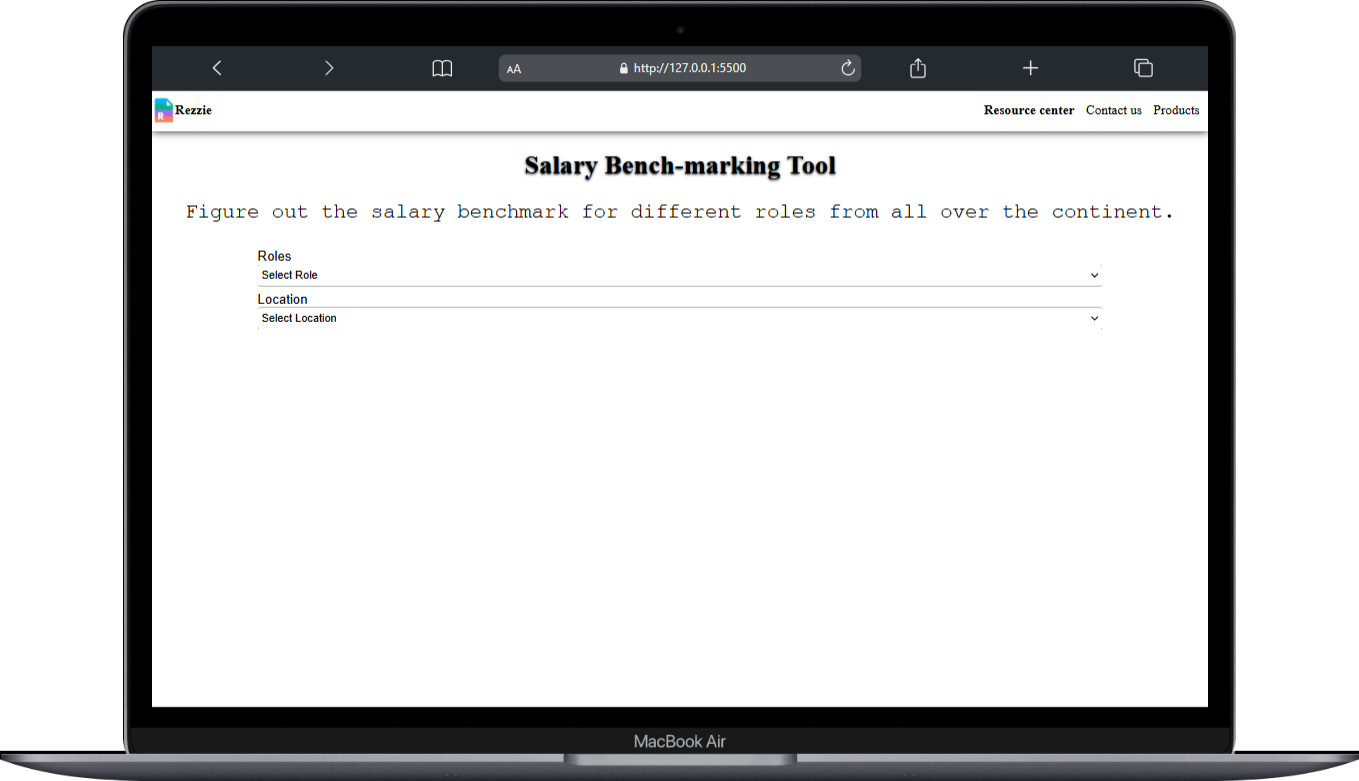 AA http://127.0.0.1:5500
R Rezzie Resource center Contact us Products
Salary Bench-marking Tool
Figure out the salary benchmark for different roles from all over the continent.
Roles
Select Role
Location
Select Location
MacBook Air